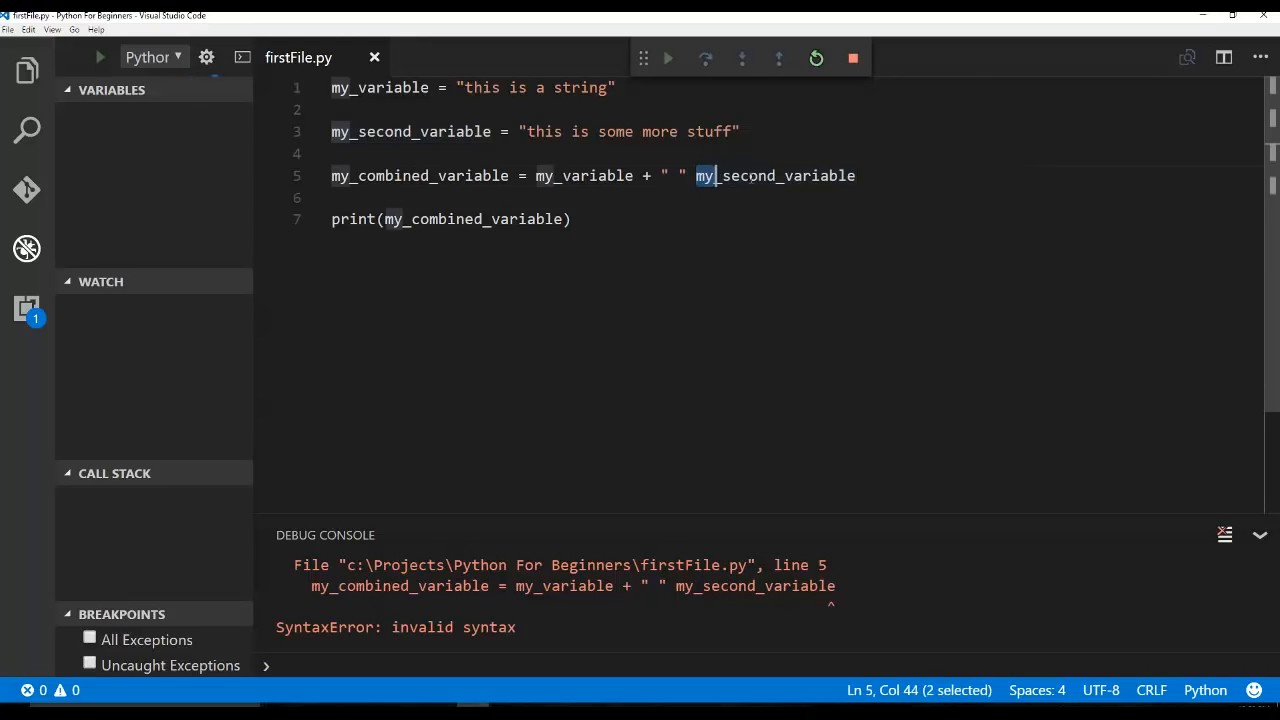 firstFile.py - Python For Beginners - Visual Studio Code
File Edit View Go Help
Python firstFile.py
VARIABLES
WATCH
CALL STACK
BREAKPOINTS
All Exceptions
Uncaught Exceptions
1 my_variable = "this is a string"
2
3 my_second_variable = "this is some more stuff"
4
5 my_combined_variable = my_variable + " " my_second_variable
6
7 print(my_combined_variable)
1
DEBUG CONSOLE
File "c:\Projects\Python For Beginners\firstFile.py", line 5
my_combined_variable = my_variable + " " my_second_variable
^
SyntaxError: invalid syntax
0 0 Ln 5, Col 44 (2 selected) Spaces: 4 UTF-8 CRLF Python